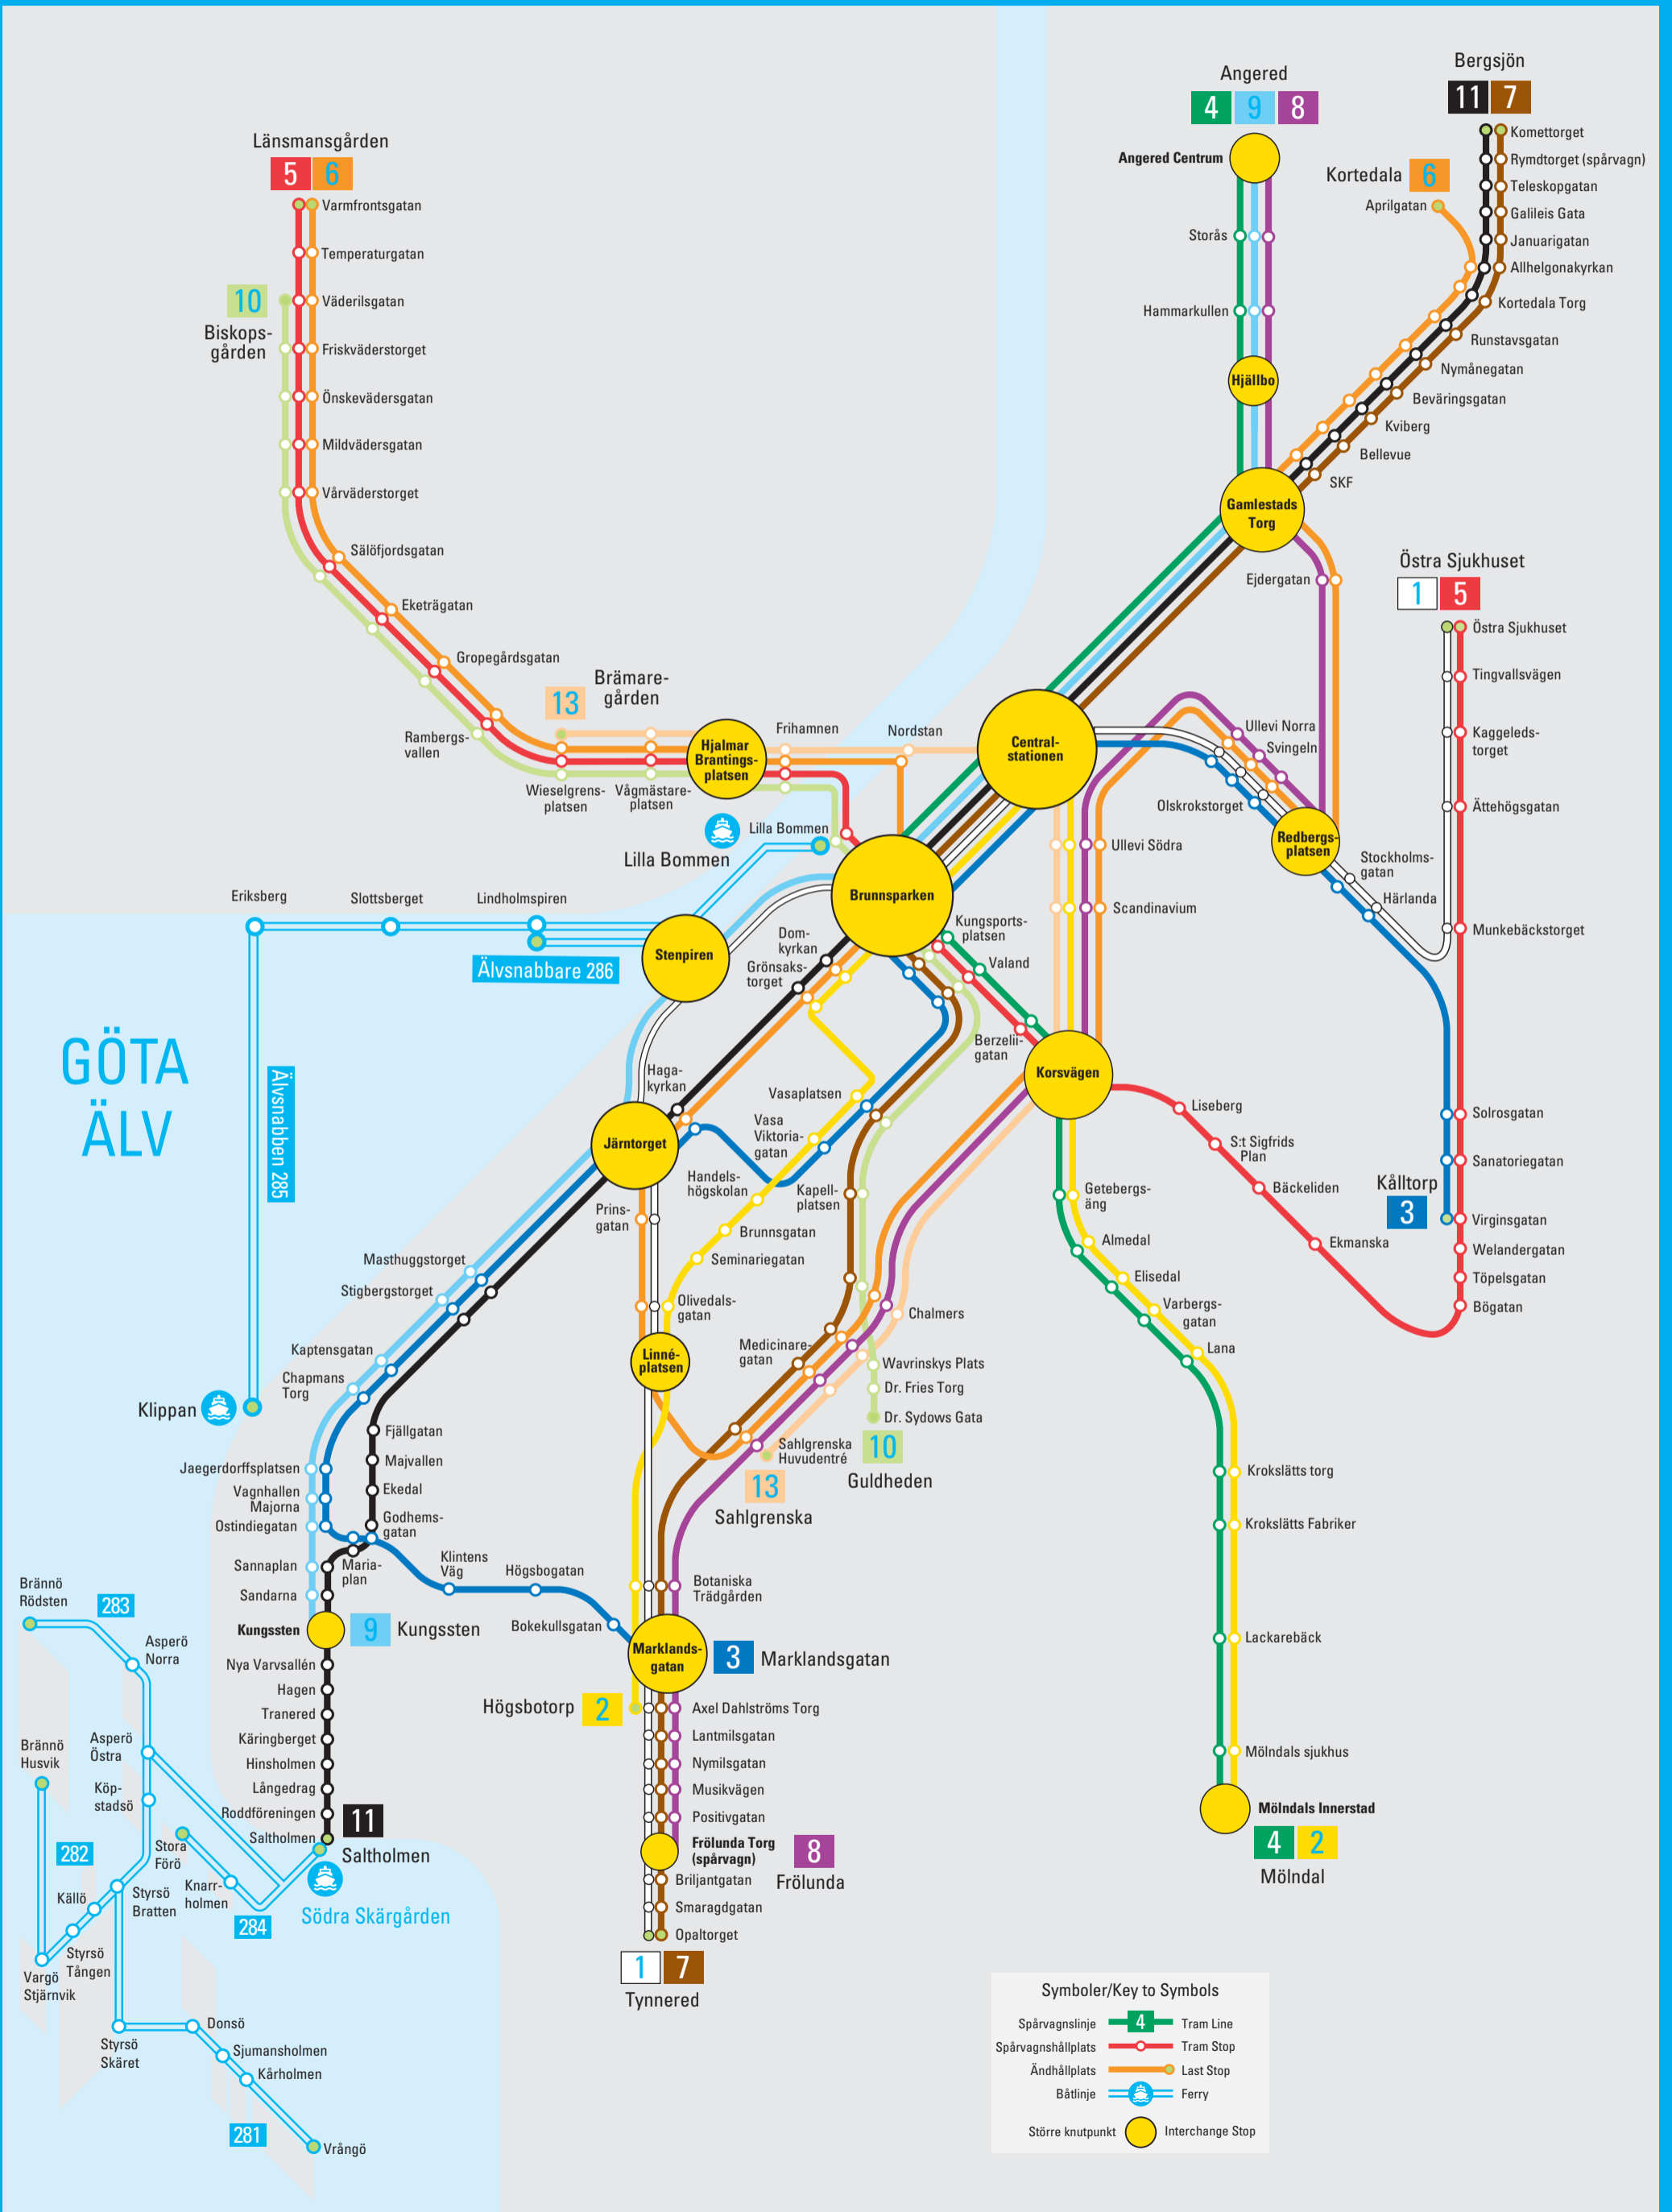 Angered
4 9 8
Angered Centrum
Storås
Hammarkullen
Hjällbo
Gamlestads
Torg
Bergsjön
11 7
Komettorget
Rymdtorget (spårvagn)
Teleskopgatan
Galileis Gata
Januarigatan
Allhelgonakyrkan
Kortedala Torg
Runstavsgatan
Nymånegatan
Beväringsgatan
Kviberg
Bellevue
SKF
Kortedala 6
Aprilgatan
Länsmansgården
5 6
Varmfrontsgatan
Temperaturgatan
Väderilsgatan
Friskväderstorget
Önskevädersgatan
Mildvädersgatan
Vårväderstorget
Sälöfjordsgatan
Eketrägatan
Gropegårdsgatan
10
Biskops-
gården
Rambergs-
vallen
Brämare-
gården
13
Wieselgrens-
platsen
Vågmästare-
platsen
Hjalmar
Brantings-
platsen
Frihamnen
Nordstan
Central-
stationen
Ejdergatan
Ullevi Norra
Svingeln
Olskrokstorget
Redbergs-
platsen
Stockholms-
gatan
Härlanda
Östra Sjukhuset
1 5
Östra Sjukhuset
Tingvallsvägen
Kaggeleds-
torget
Ättehögsgatan
Munkebäckstorget
Solrosgatan
Sanatoriegatan
Virginsgatan
Welandergatan
Töpelsgatan
Bögatan
Kålltorp
3
Lilla Bommen
Lilla Bommen
Brunnsparken
Ullevi Södra
Scandinavium
Eriksberg
Slottsberget
Lindholmspiren
Älvsnabbare 286
Stenpiren
Dom-
kyrkan
Grönsaks-
torget
Kungsports-
platsen
Valand
Berzelii-
gatan
Korsvägen
GÖTA
ÄLV
Älvsnabben 285
Klippan
Haga-
kyrkan
Järntorget
Vasaplatsen
Vasa
Viktoria-
gatan
Handels-
högskolan
Kapell-
platsen
Prins-
gatan
Brunnsgatan
Seminariegatan
Olivedals-
gatan
Linné-
platsen
Liseberg
S:t Sigfrids
Plan
Bäckeliden
Ekmanska
Getebergs-
äng
Almedal
Elisedal
Varbergs-
gatan
Lana
Krokslätts torg
Krokslätts Fabriker
Lackarebäck
Mölndals sjukhus
Mölndals Innerstad
4 2
Mölndal
Chalmers
Medicinare-
gatan
Wavrinskys Plats
Dr. Fries Torg
Dr. Sydows Gata
10
Guldheden
Sahlgrenska
Huvudentré
13
Sahlgrenska
Masthuggstorget
Stigbergstorget
Kaptensgatan
Chapmans
Torg
Jaegerdorffsplatsen
Vagnhallen
Majorna
Ostindiegatan
Sannaplan
Sandarna
Fjällgatan
Majvallen
Ekedal
Godhems-
gatan
Maria-
plan
Klintens
Väg
Högsbogatan
Bokekullsgatan
Kungssten
9 Kungssten
Nya Varvsallén
Hagen
Tranered
Käringberget
Hinsholmen
Långedrag
Roddföreningen
Saltholmen
11
Saltholmen
Södra Skärgården
Botaniska
Trädgården
Marklands-
gatan
3 Marklandsgatan
Högsbotorp 2
Axel Dahlströms Torg
Lantmilsgatan
Nymilsgatan
Musikvägen
Positivgatan
Frölunda Torg
(spårvagn)
8
Frölunda
Briljantgatan
Smaragdgatan
Opaltorget
1 7
Tynnered
Brännö
Rödsten
283
Asperö
Norra
Asperö
Östra
Brännö
Husvik
Köp-
stadsö
282
Stora
Förö
Knarr-
holmen
284
Källö
Styrsö
Bratten
Styrsö
Tången
Vargö
Stjärnvik
Styrsö
Skäret
Donsö
Sjumansholmen
Kårholmen
281
Vrångö
Symboler/Key to Symbols
Spårvagnslinje 4 Tram Line
Spårvagnshållplats Tram Stop
Ändhållplats Last Stop
Båtlinje Ferry
Större knutpunkt Interchange Stop